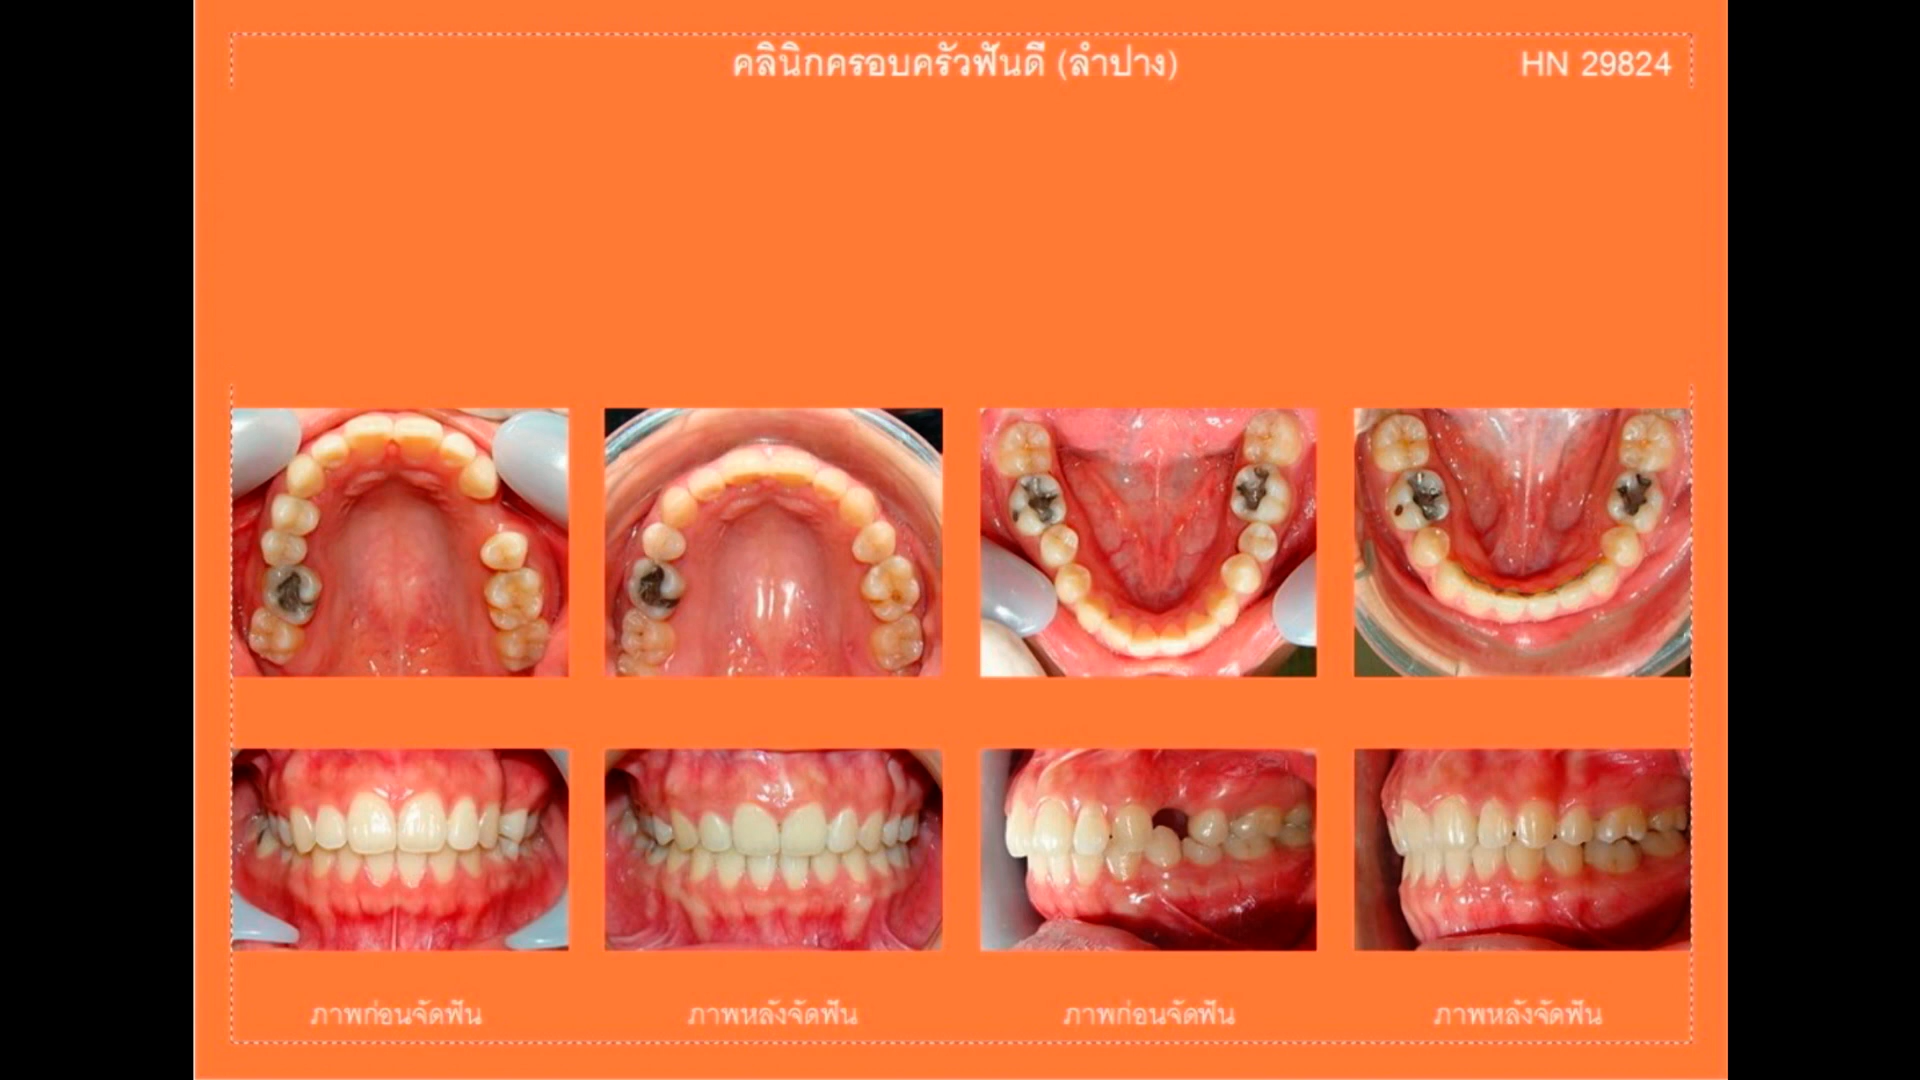 คลินิกครอบครัวฟันดี (ลำปาง)
HN 29824
ภาพก่อนจัดฟัน
ภาพหลังจัดฟัน
ภาพก่อนจัดฟัน
ภาพหลังจัดฟัน